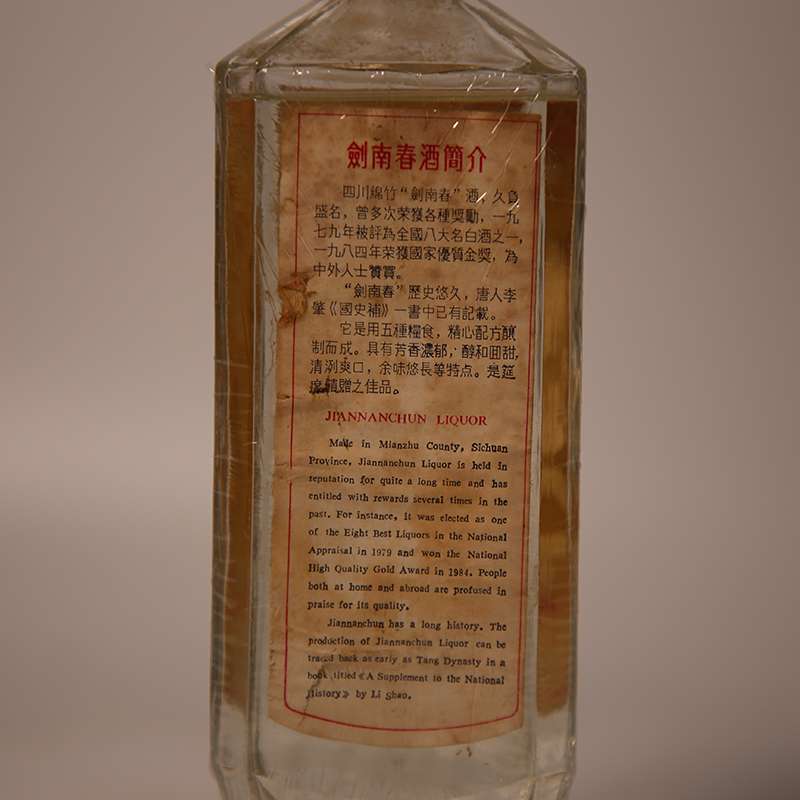 劍南春酒簡介
四川綿竹“劍南春”酒，久負
盛名，曾多次荣獲各種獎勵，一九
七九年被評為全國八大名白酒之一，
一九八四年荣獲國家優質金獎，為
中外人士贊賞。
“劍南春”歷史悠久，唐人李
肇《國史補》一書中已有記載。
它是用五種糧食，精心配方釀
制而成。具有芳香濃郁，醇和囬甜，
清洌爽口，余味悠長等特点。是筵
席饋贈之佳品。
JIANNANCHUN LIQUOR
Made in Mianzhu County, Sichuan
Province, Jiannanchun Liquor is held in
reputation for quite a long time and has
entitled with rewards several times in the
past. For instance, it was elected as one
of the Eight Best Liquors in the National
Appraisal in 1979 and won the National
High Quality Gold Award in 1984. People
both at home and abroad are profused in
praise for its quality.
Jiannanchun has a long history. The
production of Jiannanchun Liquor can be
traced back as early as Tang Dynasty in a
book titled《A Supplement to the National
History》 by Li Shao.